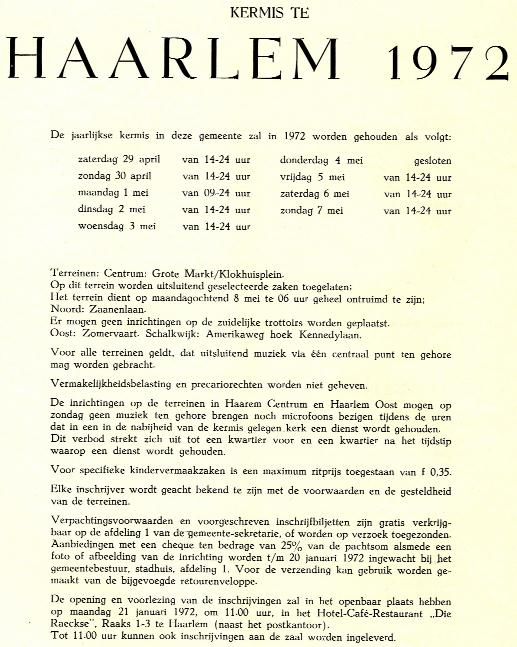 KERMIS TE
HAARLEM 1972
De jaarlijkse kermis in deze gemeente zal in 1972 worden gehouden als volgt:
zaterdag 29 april van 14-24 uur donderdag 4 mei gesloten
zondag 30 april van 14-24 uur vrijdag 5 mei van 14-24 uur
maandag 1 mei van 09-24 uur zaterdag 6 mei van 14-24 uur
dinsdag 2 mei van 14-24 uur zondag 7 mei van 14-24 uur
woensdag 3 mei van 14-24 uur
Terreinen: Centrum: Grote Markt/Klokhuisplein.
Op dit terrein worden uitsluitend geselecteerde zaken toegelaten;
Het terrein dient op maandagochtend 8 mei te 06 uur geheel ontruimd te zijn;
Noord: Zaanenlaan.
Er mogen geen inrichtingen op de zuidelijke trottoirs worden geplaatst.
Oost: Zomervaart. Schalkwijk: Amerikaweg hoek Kennedylaan.
Voor alle terreinen geldt, dat uitsluitend muziek via één centraal punt ten gehore
mag worden gebracht.
Vermakelijkheidsbelasting en precariorechten worden niet geheven.
De inrichtingen op de terreinen in Haarem Centrum en Haarlem Oost mogen op
zondag geen muziek ten gehore brengen noch microfoons bezigen tijdens de uren
dat in een in de nabijheid van de kermis gelegen kerk een dienst wordt gehouden.
Dit verbod strekt zich uit tot een kwartier voor en een kwartier na het tijdstip
waarop een dienst wordt gehouden.
Voor specifieke kindervermaakzaken is een maximum ritprijs toegestaan van f 0,35.
Elke inschrijver wordt geacht bekend te zijn met de voorwaarden en de gesteldheid
van de terreinen.
Verpachtingsvoorwaarden en voorgeschreven inschrijfbiljetten zijn gratis verkrijg-
baar op de afdeling 1 van de gemeente-sekretarie, of worden op verzoek toegezonden.
Aanbiedingen met een cheque ten bedrage van 25% van de pachtsom alsmede een
foto of afbeelding van de inrichting worden t/m 20 januari 1972 ingewacht bij het
gemeentebestuur, stadhuis, afdeling 1. Voor de verzending kan gebruik worden ge-
maakt van de bijgevoegde retourenveloppe.
De opening en voorlezing van de inschrijvingen zal in het openbaar plaats hebben
op maandag 21 januari 1972, om 11.00 uur, in het Hotel-Café-Restaurant „Die
Raeckse", Raaks 1-3 te Haarlem (naast het postkantoor).
Tot 11.00 uur kunnen ook inschrijvingen aan de zaal worden ingeleverd.